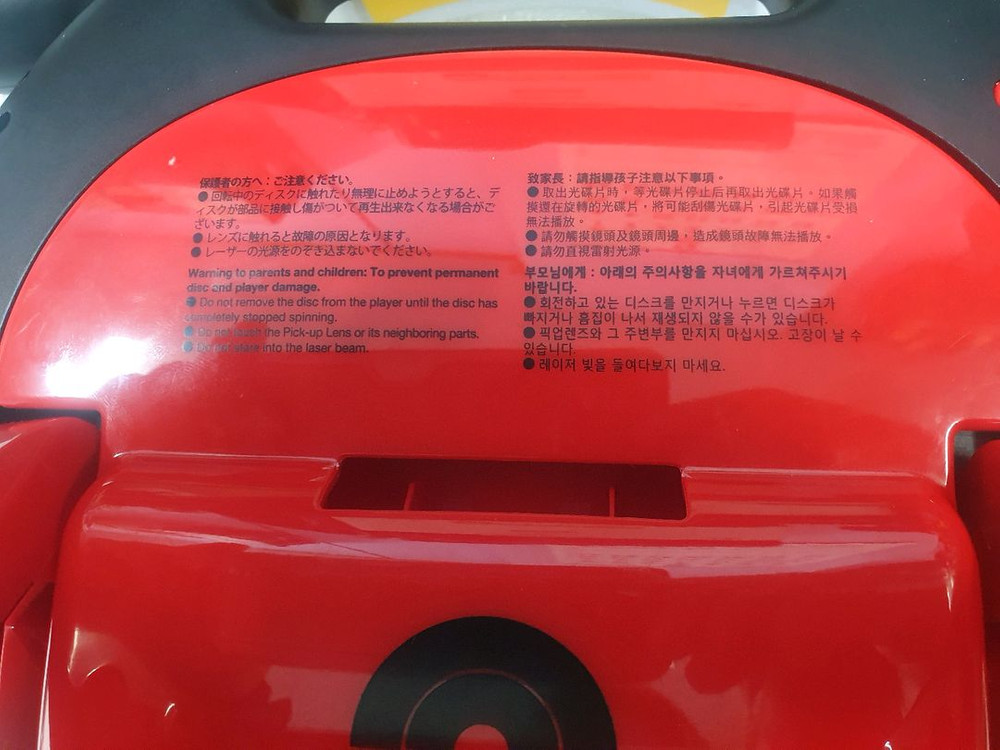 保護者の方へ：ご注意ください。
●回転中のディスクに触れたり無理に止めようとすると、デ
ィスクが部品に接触し傷がついて再生出来なくなる場合がご
ざいます。
●レンズに触れると故障の原因となります。
●レーザーの光源をのぞき込まないでください。
Warning to parents and children: To prevent permanent
disc and player damage.
● Do not remove the disc from the player until the disc has
completely stopped spinning.
● Do not touch the Pick-up Lens or its neighboring parts.
● Do not stare into the laser beam.
致家長：請指導孩子注意以下事項。
●取出光碟片時，等光碟片停止后再取出光碟片。如果觸
摸還在旋轉的光碟片，將可能刮傷光碟片，引起光碟片受損
無法播放。
●請勿觸摸鏡頭及鏡頭周邊，造成鏡頭故障無法播放。
●請勿直視雷射光源。
부모님에게 : 아래의 주의사항을 자녀에게 가르쳐주시기
바랍니다.
●회전하고 있는 디스크를 만지거나 누르면 디스크가
빠지거나 흠집이 나서 재생되지 않을 수가 있습니다.
●픽업렌즈와 그 주변부를 만지지 마십시오. 고장이 날 수
있습니다.
●레이저 빛을 들여다보지 마세요.